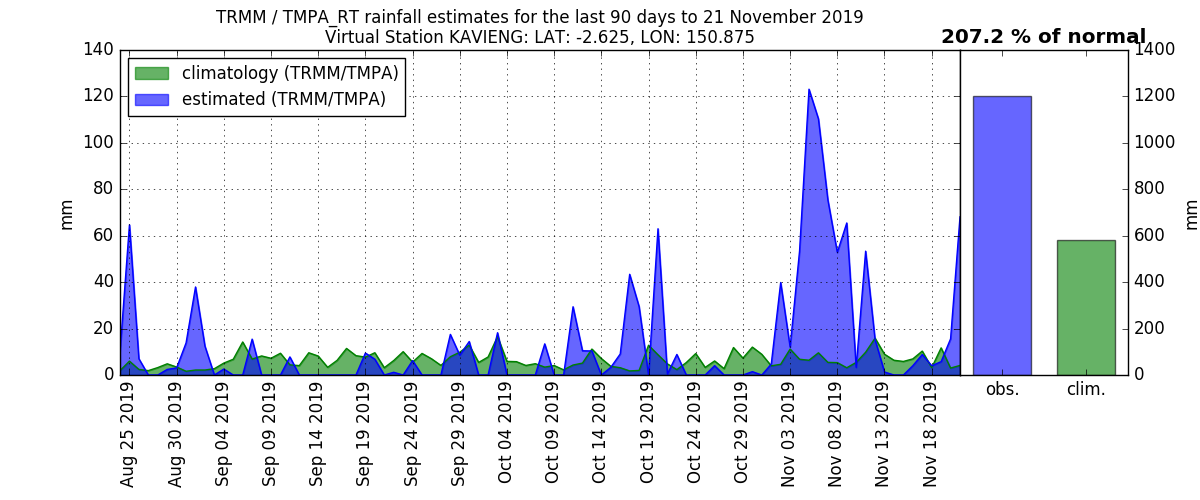 TRMM / TMPA_RT rainfall estimates for the last 90 days to 21 November 2019
Virtual Station KAVIENG: LAT: -2.625, LON: 150.875
207.2 % of normal
climatology (TRMM/TMPA)
estimated (TRMM/TMPA)
mm
140
120
100
80
60
40
20
0
1400
1200
1000
800
600
400
200
0
mm
Aug 25 2019
Aug 30 2019
Sep 04 2019
Sep 09 2019
Sep 14 2019
Sep 19 2019
Sep 24 2019
Sep 29 2019
Oct 04 2019
Oct 09 2019
Oct 14 2019
Oct 19 2019
Oct 24 2019
Oct 29 2019
Nov 03 2019
Nov 08 2019
Nov 13 2019
Nov 18 2019
obs.
clim.